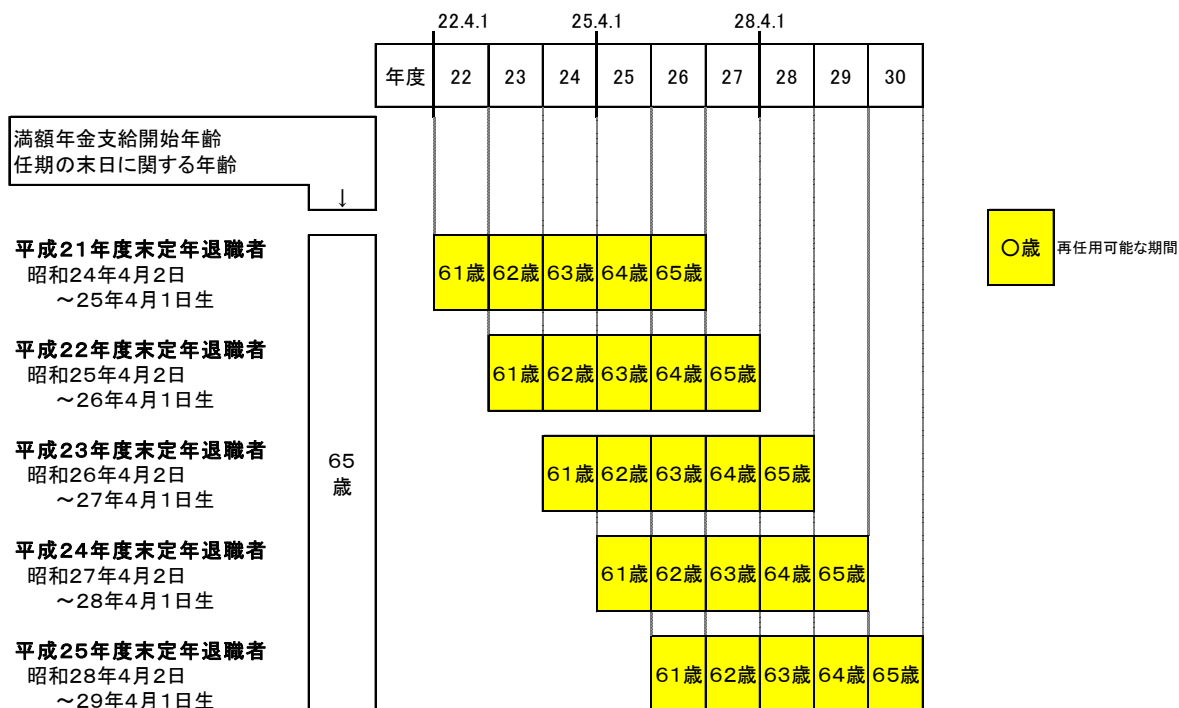 22.4.1 25.4.1 28.4.1
年度 22 23 24 25 26 27 28 29 30
満額年金支給開始年齢
任期の末日に関する年齢
↓
○歳 再任用可能な期間
平成21年度末定年退職者
昭和24年4月2日
～25年4月1日生
61歳 62歳 63歳 64歳 65歳
平成22年度末定年退職者
昭和25年4月2日
～26年4月1日生
61歳 62歳 63歳 64歳 65歳
平成23年度末定年退職者
昭和26年4月2日
～27年4月1日生
65
歳
61歳 62歳 63歳 64歳 65歳
平成24年度末定年退職者
昭和27年4月2日
～28年4月1日生
61歳 62歳 63歳 64歳 65歳
平成25年度末定年退職者
昭和28年4月2日
～29年4月1日生
61歳 62歳 63歳 64歳 65歳